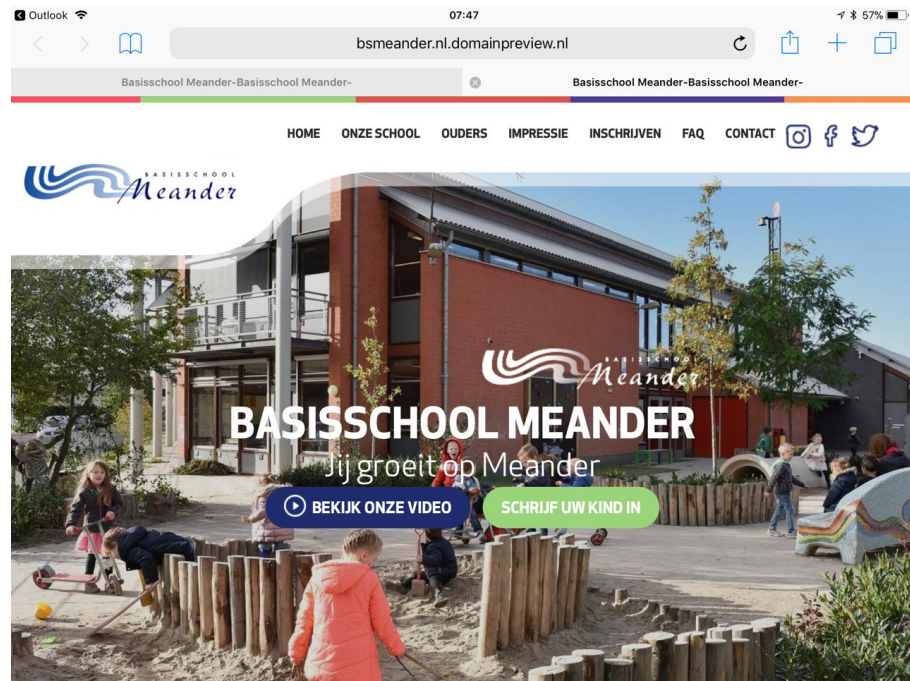 Outlook
07:47
57%
bsmeander.nl.domainpreview.nl
Basisschool Meander-Basisschool Meander-
Basisschool Meander-Basisschool Meander-
HOME ONZE SCHOOL OUDERS IMPRESSIE INSCHRIJVEN FAQ CONTACT
BASISSCHOOL
Meander
BASISSCHOOL
Meander
BASISSCHOOL MEANDER
Jij groeit op Meander
BEKIJK ONZE VIDEO
SCHRIJF UW KIND IN